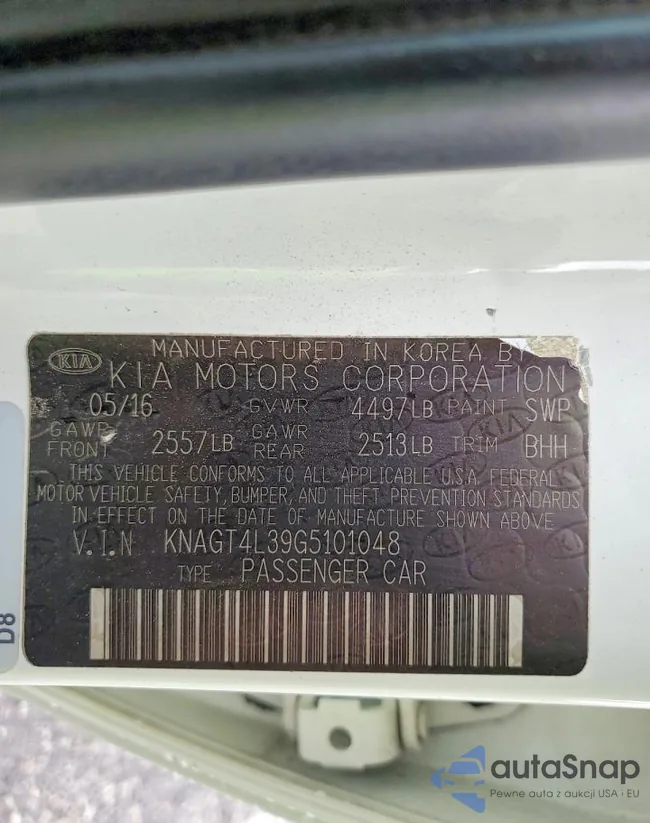 KIA
MANUFACTURED IN KOREA BY
KIA MOTORS CORPORATION
05/16 GVWR 4497LB PAINT SWP
GAWR FRONT 2557LB GAWR REAR 2513LB TRIM BHH
THIS VEHICLE CONFORMS TO ALL APPLICABLE U.S.A. FEDERAL
MOTOR VEHICLE SAFETY, BUMPER, AND THEFT PREVENTION STANDARDS
IN EFFECT ON THE DATE OF MANUFACTURE SHOWN ABOVE
V.I.N KNAGT4L39G5101048
TYPE PASSENGER CAR
D8
autaSnap
Pewne auta z aukcji USA i EU